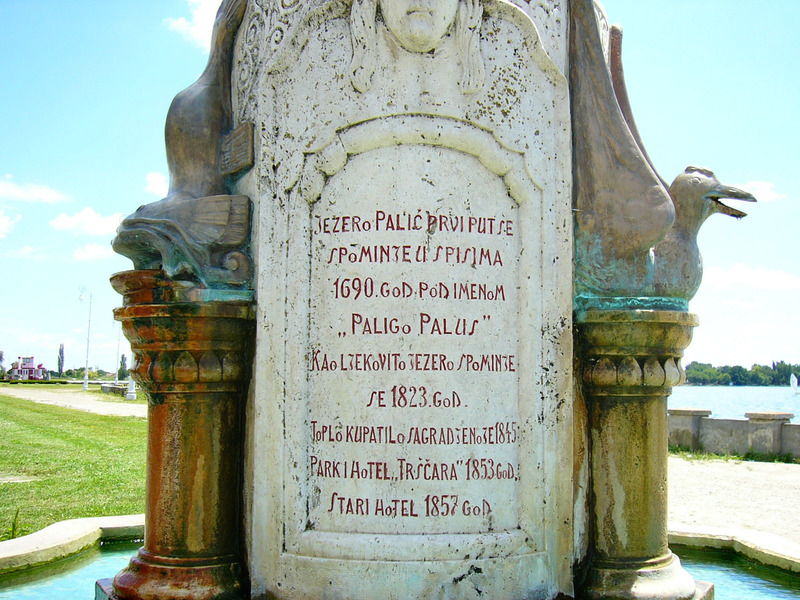 JEZERO PALIĆ PRVI PUT SE
SPOMINJE U SPISIMA
1690. GOD. POD IMENOM
„PALIGO PALUS"
KAO LJEKOVITO JEZERO SPOMINJE
SE 1823. GOD.
TOPLO KUPATILO SAGRADJENO JE 1845.
PARK I HOTEL „TRŠĆARA" 1853 GOD.
STARI HOTEL 1857 GOD.